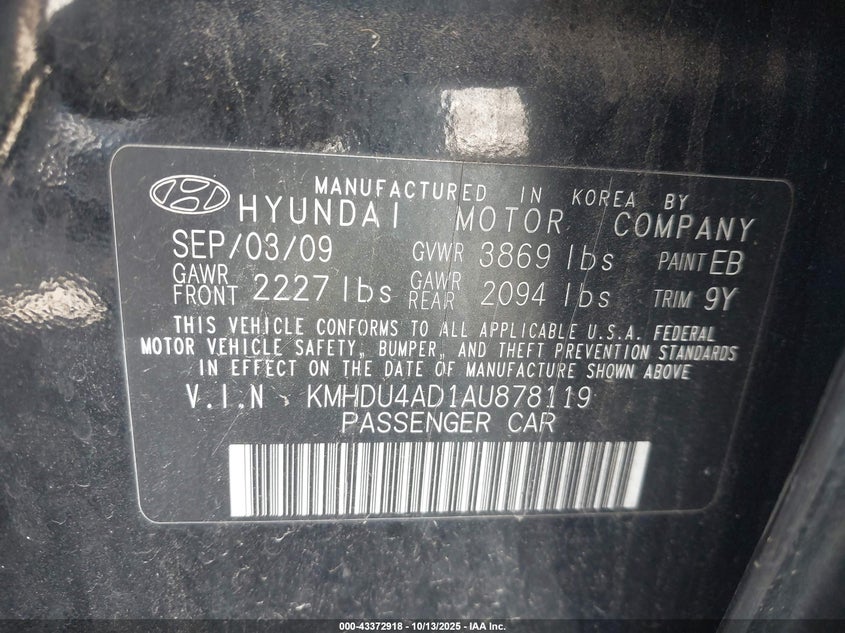 MANUFACTURED IN KOREA BY
HYUNDAI MOTOR COMPANY
SEP/03/09 GVWR 3869 lbs PAINT EB
GAWR FRONT 2227 lbs GAWR REAR 2094 lbs TRIM 9Y
THIS VEHICLE CONFORMS TO ALL APPLICABLE U.S.A. FEDERAL
MOTOR VEHICLE SAFETY, BUMPER, AND THEFT PREVENTION STANDARDS
IN EFFECT ON THE DATE OF MANUFACTURE SHOWN ABOVE
V.I.N : KMHDU4AD1AU878119
PASSENGER CAR
000-43372918 - 10/13/2025 - IAA Inc.